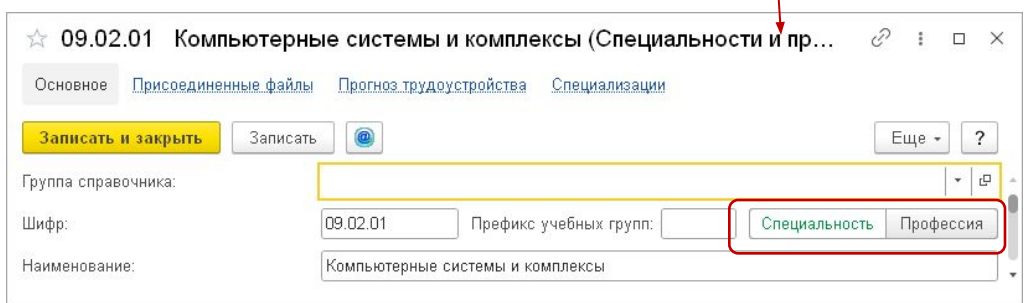 09.02.01 Компьютерные системы и комплексы (Специальности и пр...
Основное Присоединенные файлы Прогноз трудоустройства Специализации
Записать и закрыть Записать Еще ?
Группа справочника:
Шифр: 09.02.01 Префикс учебных групп: Специальность Профессия
Наименование: Компьютерные системы и комплексы